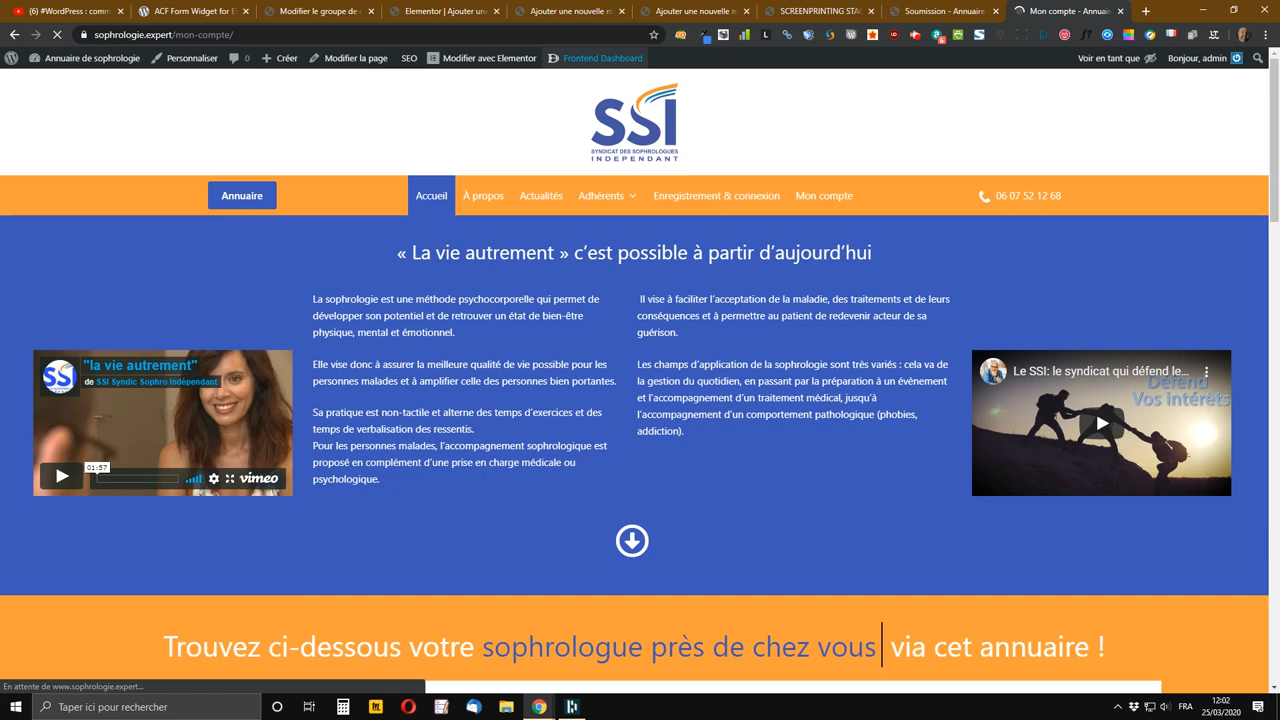 (6) #WordPress : comm
ACF Form Widget for E
Modifier le groupe de c
Elementor | Annuaire d
Ajouter une nouvelle m
Ajouter une nouvelle m
SCREENPRINTING STAC
Soumission - Annuaire
Mon compte - Annuain
sophrologie.expert/mon-compte/
Annuaire de sophrologie Personnaliser 0 Créer Modifier la page SEO Modifier avec Elementor Frontend Dashboard Voir en tant que Bonjour, admin
SSI
SYNDICAT DES SOPHROLOGUES
INDEPENDANT
Annuaire Accueil À propos Actualités Adhérents Enregistrement & connexion Mon compte 06 07 52 12 68
« La vie autrement » c'est possible à partir d'aujourd'hui
La sophrologie est une méthode psychocorporelle qui permet de
développer son potentiel et de retrouver un état de bien-être
physique, mental et émotionnel.
Elle vise donc à assurer la meilleure qualité de vie possible pour les
personnes malades et à amplifier celle des personnes bien portantes.
Sa pratique est non-tactile et alterne des temps d'exercices et des
temps de verbalisation des ressentis.
Pour les personnes malades, l'accompagnement sophrologique est
proposé en complément d'une prise en charge médicale ou
psychologique.
Il vise à faciliter l'acceptation de la maladie, des traitements et de leurs
conséquences et à permettre au patient de redevenir acteur de sa
guérison.
Les champs d'application de la sophrologie sont très variés : cela va de
la gestion du quotidien, en passant par la préparation à un évènement
et l'accompagnement d'un traitement médical, jusqu'à
l'accompagnement d'un comportement pathologique (phobies,
addiction).
SSI
"la vie autrement"
de SSI Syndic Sophro Indépendant
01:57
vimeo
Le SSI: le syndicat qui défend le...
Défend
Vos intérêts
Trouvez ci-dessous votre sophrologue près de chez vous via cet annuaire !
En attente de www.sophrologie.expert...
Taper ici pour rechercher
FRA
12:02
25/03/2020